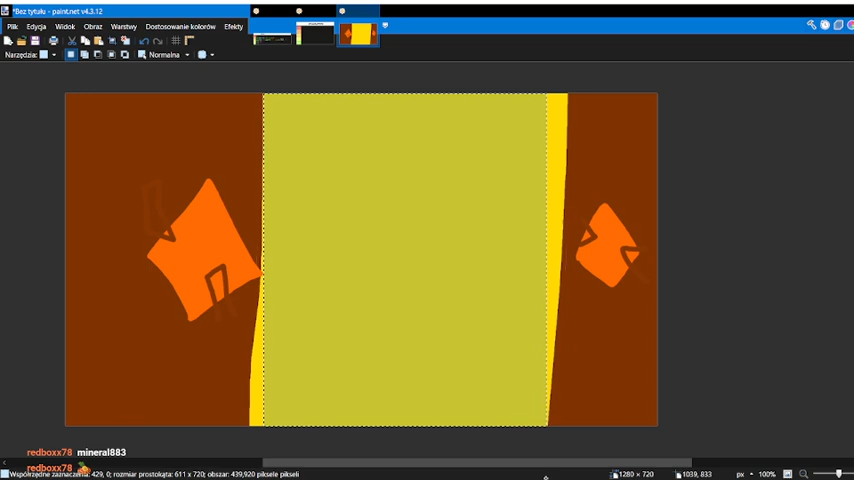 *Bez tytułu - paint.net v4.3.12
Plik Edycja Widok Obraz Warstwy Dostosowanie kolorów Efekty
Narzędzia: Normalna
redboxx78 mineral883
redboxx78
Współrzędne zaznaczenia: 429, 0; rozmiar prostokąta: 611 x 720; obszar: 439,920 piksele pikseli 1280 × 720 1039, 833 px 100%